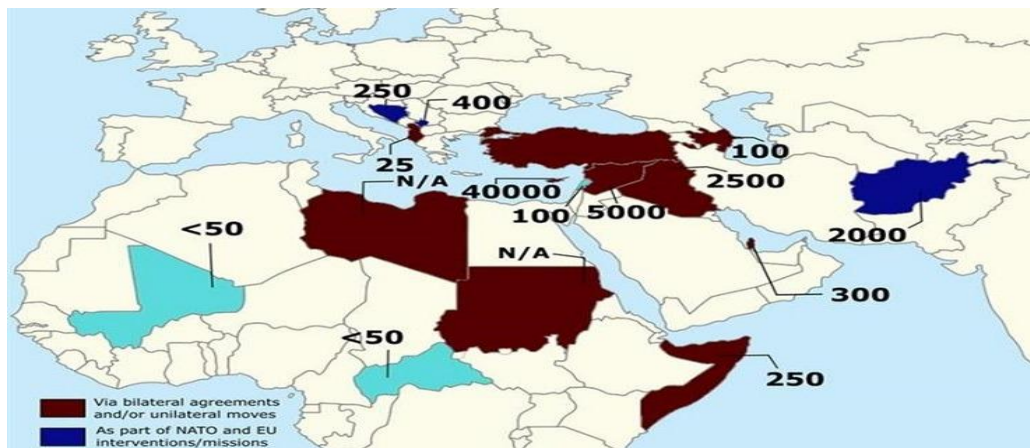 250
400
25
N/A
100
40000
2500
100
5000
<50
2000
N/A
300
<50
250
Via bilateral agreements
and/or unilateral moves
As part of NATO and EU
interventions/missions